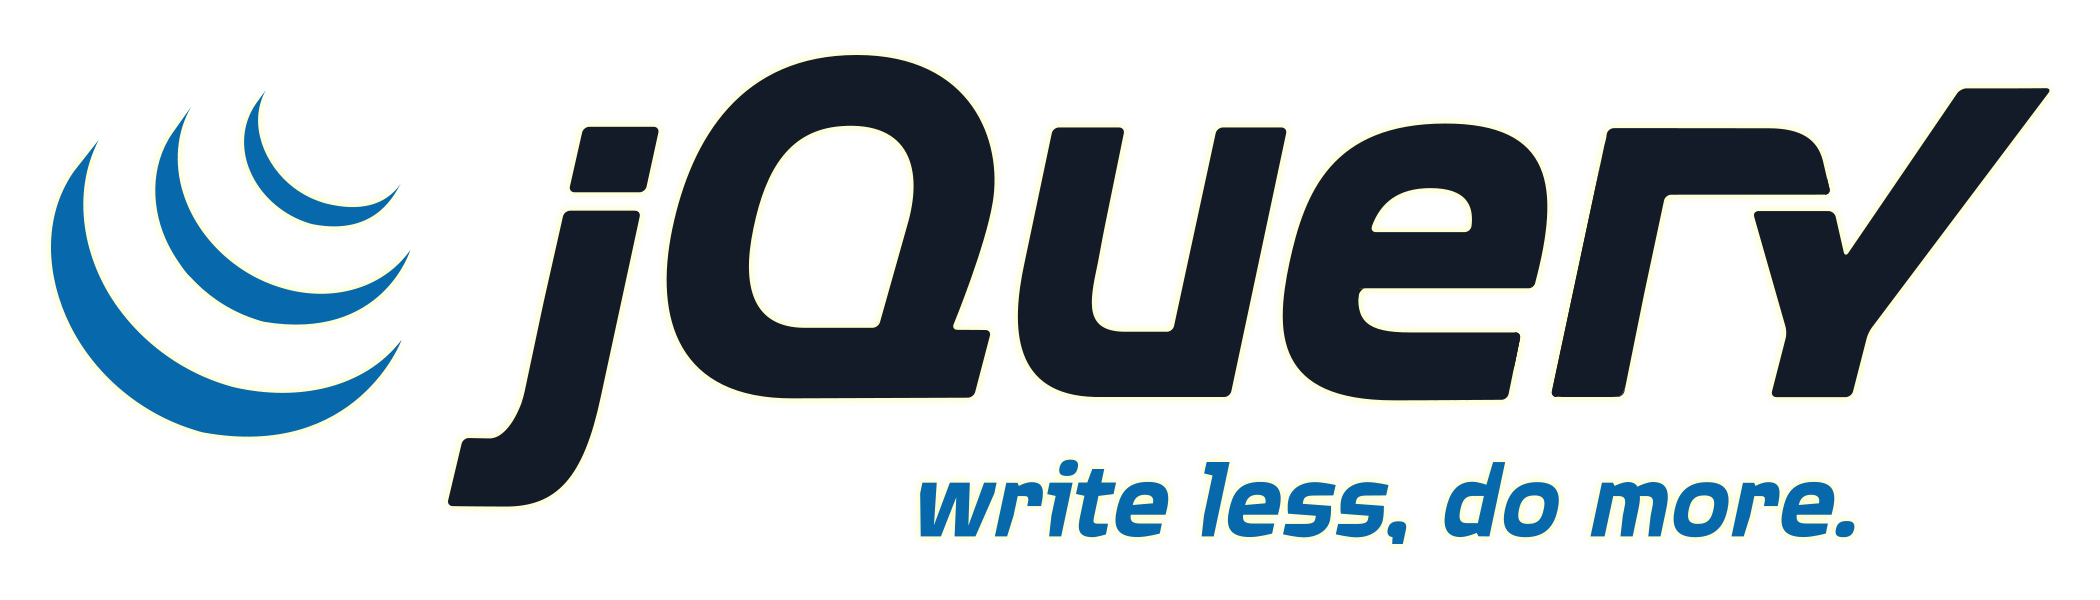 jQuery
write less, do more.